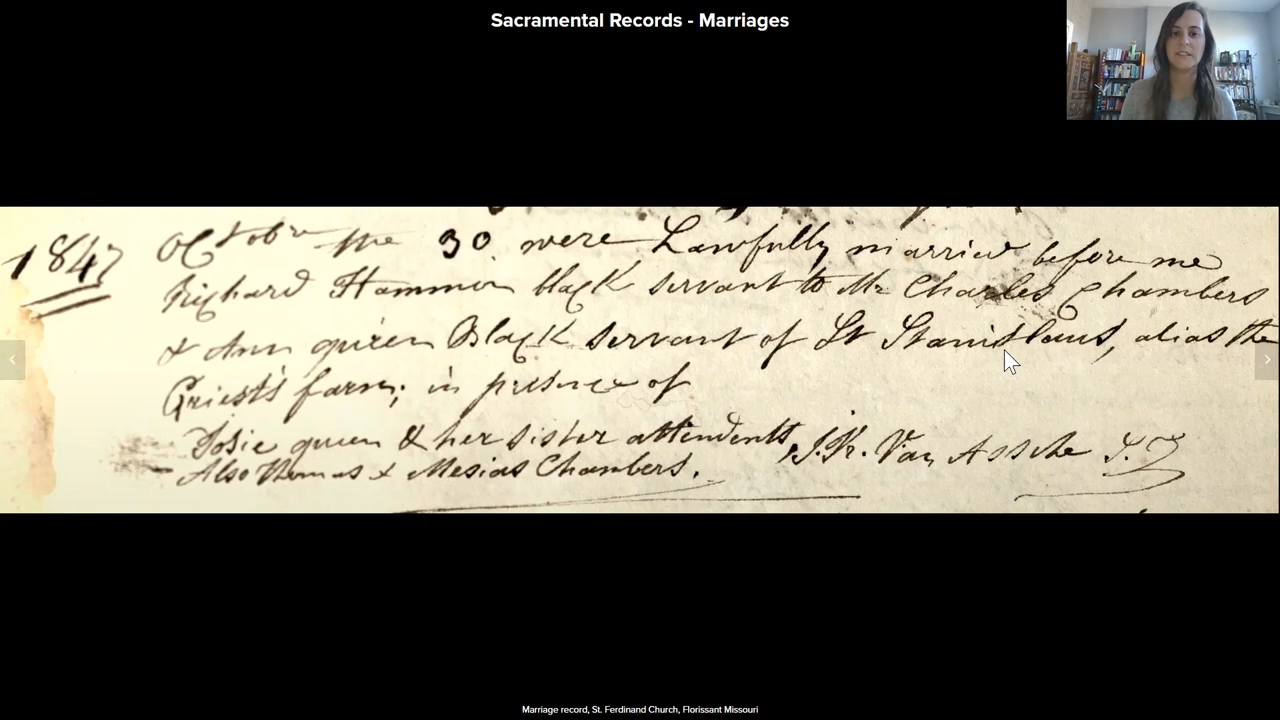 Sacramental Records - Marriages
1847 Octobr the 30 were Lawfully married before me
Richard Hammin black servant to Mr Charles Chambers
& Ann queen Black servant of St Stanislaus, alias the
Priests farm; in presence of
Josie queen & her sister attendents, J. Van Assche S.J
Also Thomas & Mesias Chambers.
Marriage record, St. Ferdinand Church, Florissant Missouri